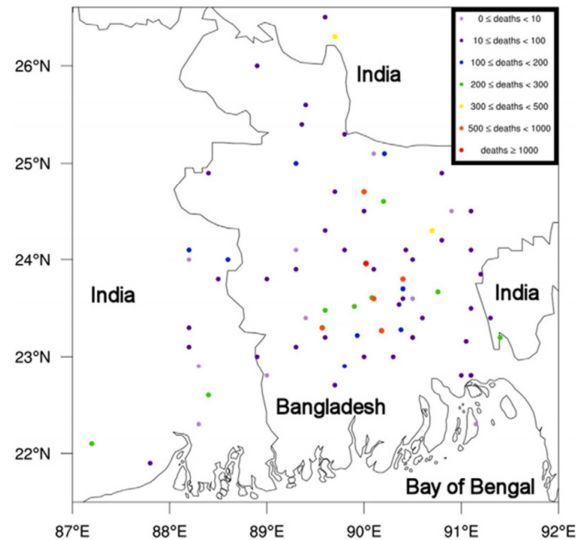 0 ≤ deaths < 10
10 ≤ deaths < 100
100 ≤ deaths < 200
200 ≤ deaths < 300
300 ≤ deaths < 500
500 ≤ deaths < 1000
deaths ≥ 1000
26°N
India
25°N
24°N
India
India
23°N
Bangladesh
22°N
Bay of Bengal
87°E 88°E 89°E 90°E 91°E 92°E